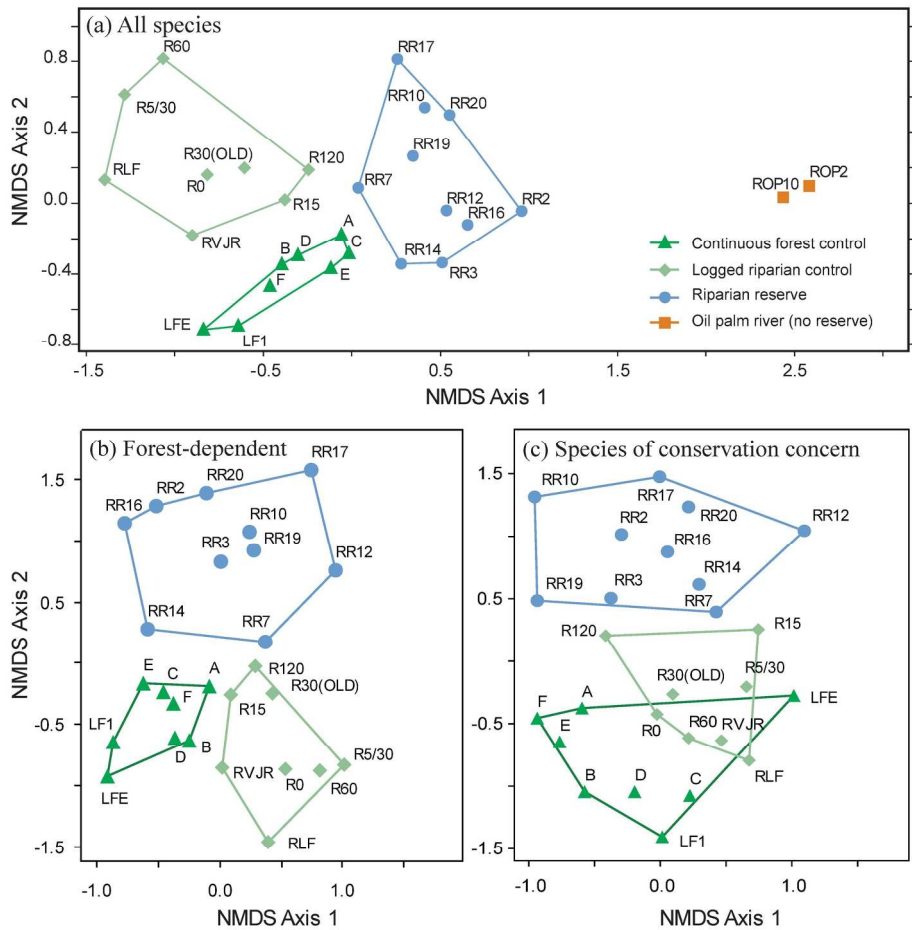 (a) All species
R60
R5/30
RLF
R30(OLD)
R0
R120
R15
RVJR
RR17
RR10
RR20
RR19
RR7
RR12
RR16
RR2
RR14
RR3
ROP10
ROP2
A
B
D
C
F
E
LFE
LF1
Continuous forest control
Logged riparian control
Riparian reserve
Oil palm river (no reserve)
0.8
0.4
0.0
-0.4
-0.8
NMDS Axis 2
-1.5
-0.5
0.5
1.5
2.5
NMDS Axis 1
(b) Forest-dependent
RR17
RR20
RR2
RR16
RR10
RR3
RR19
RR12
RR14
RR7
E
C
A
F
LF1
D
B
LFE
R120
R30(OLD)
R15
R5/30
RVJR
R0
R60
RLF
1.5
0.5
-0.5
-1.5
NMDS Axis 2
-1.0
0.0
1.0
NMDS Axis 1
(c) Species of conservation concern
RR10
RR17
RR20
RR12
RR2
RR16
RR14
RR19
RR3
RR7
R120
R15
R30(OLD)
R5/30
LFE
F
A
E
R0
R60
RVJR
RLF
B
D
C
LF1
1.5
0.5
-0.5
-1.5
-1.0
0.0
1.0
NMDS Axis 1